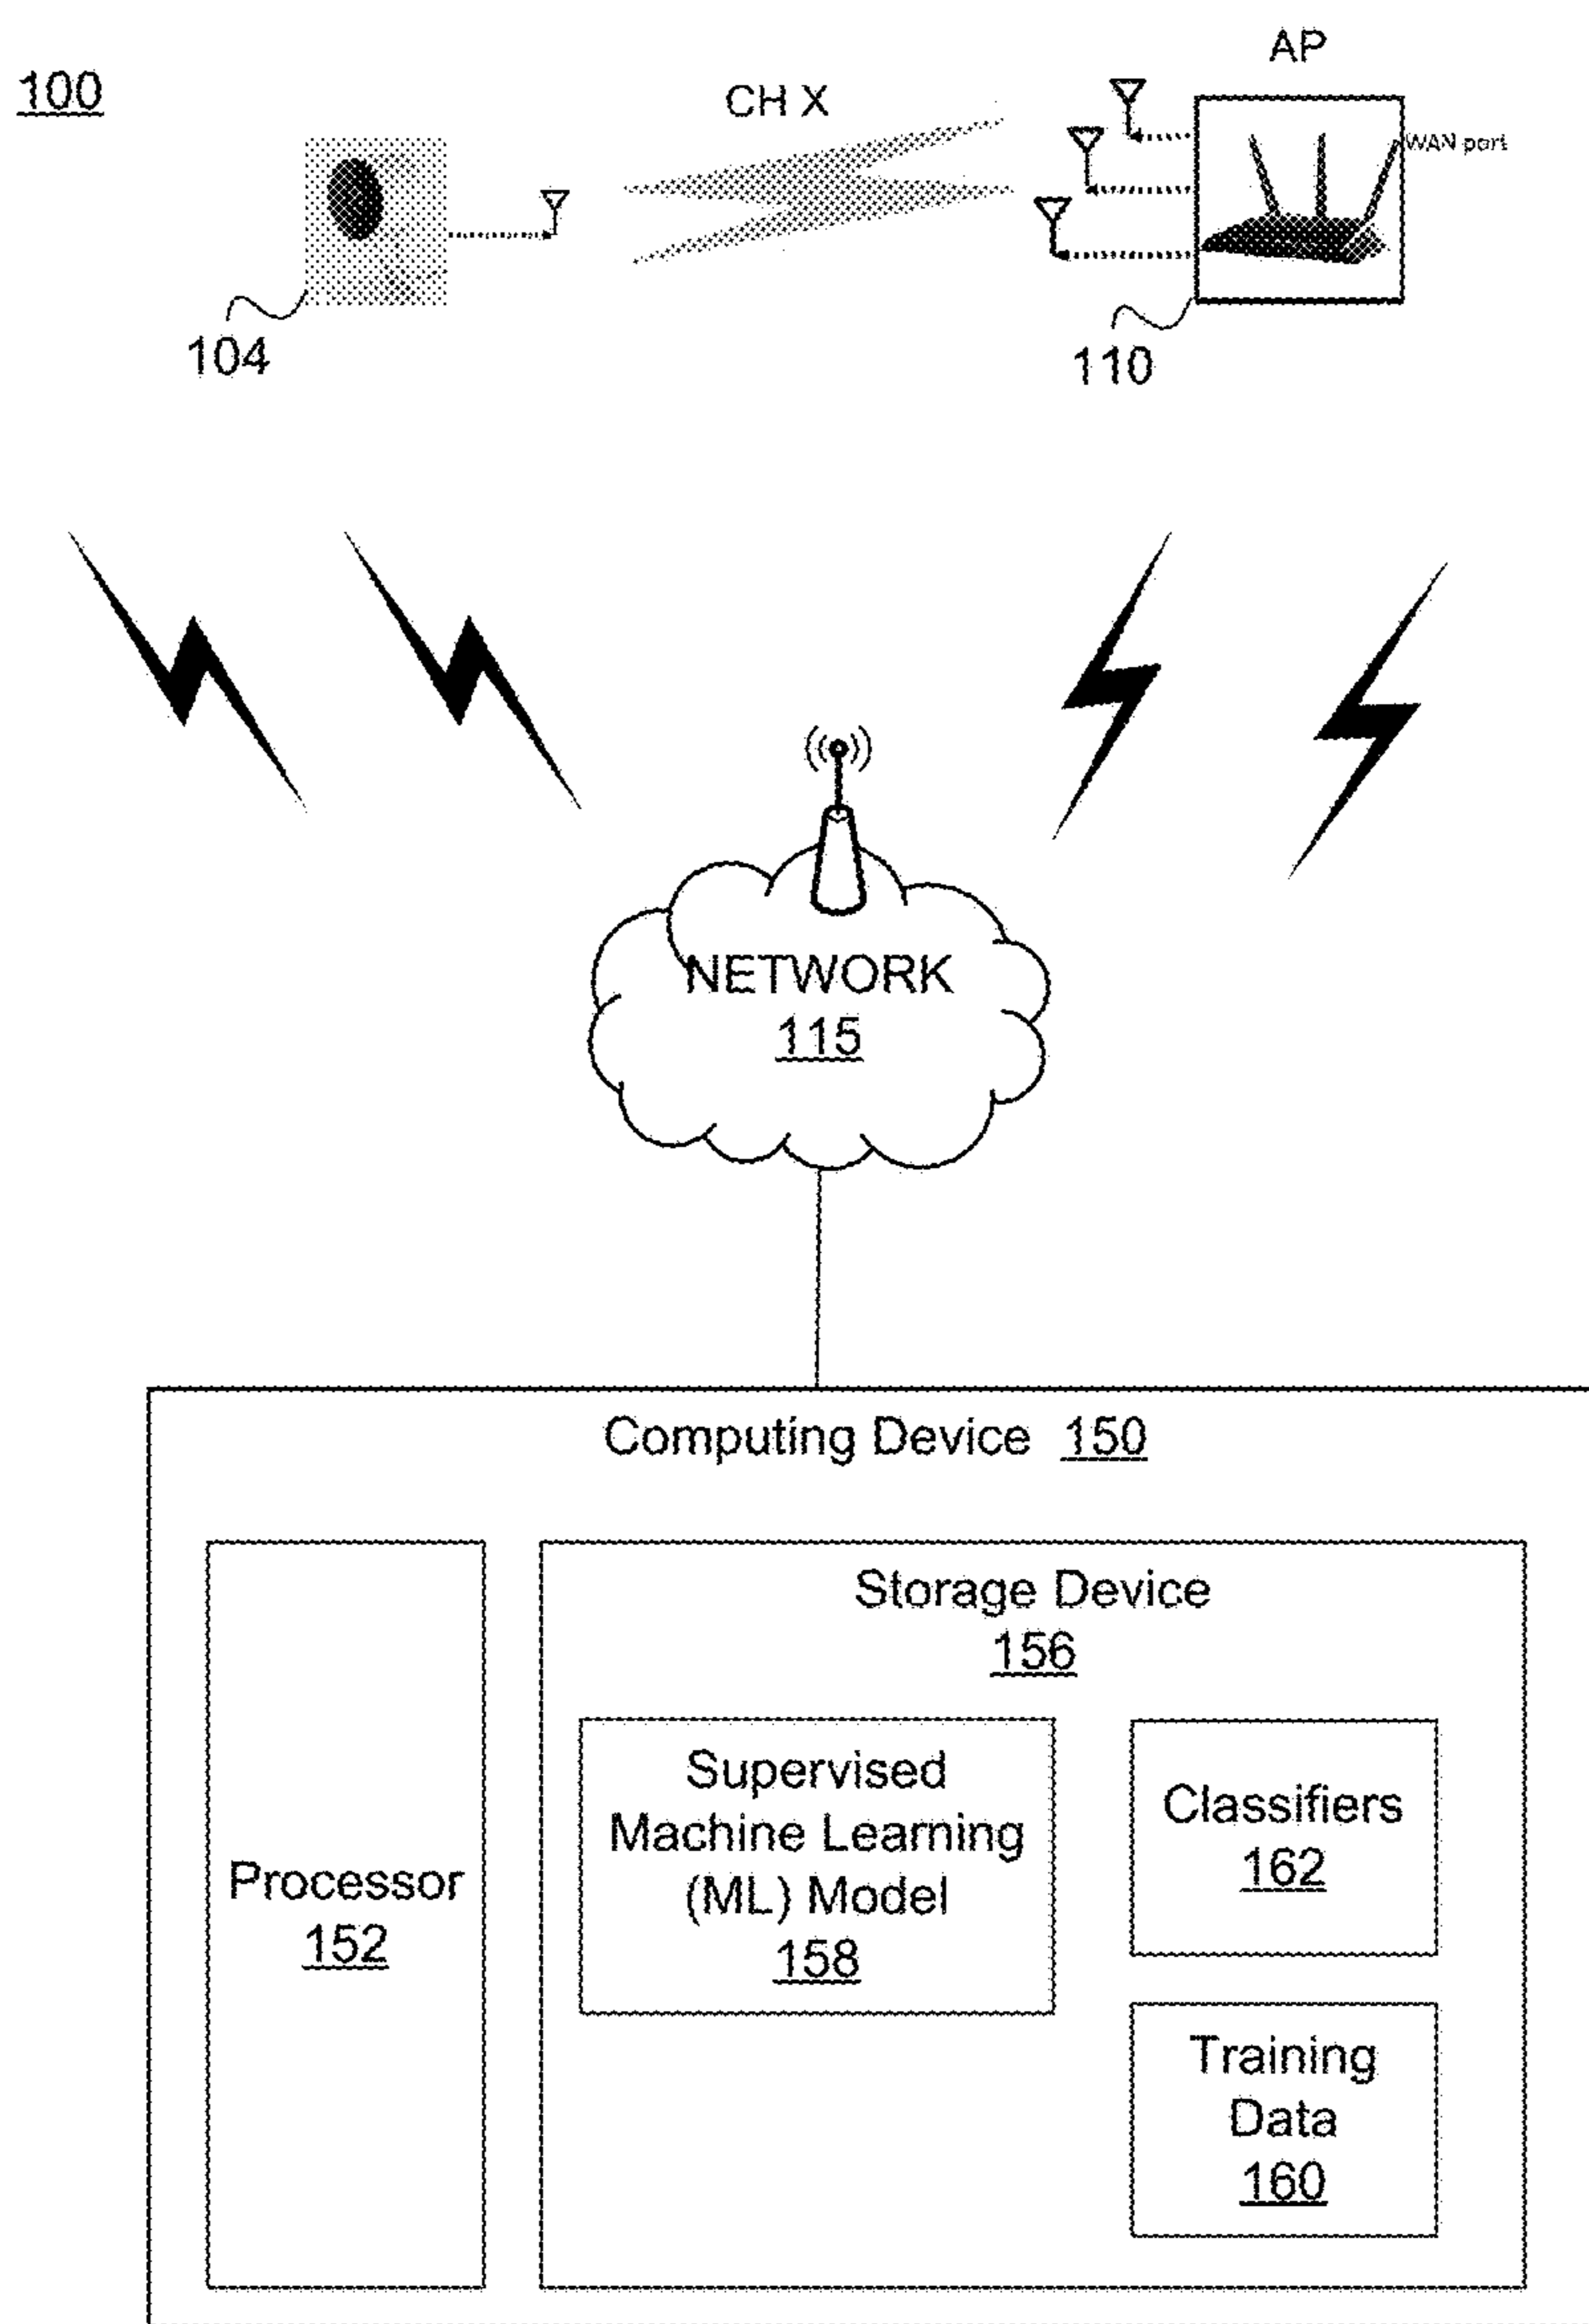 100
CH X
AP
WAN port
104
110
NETWORK
115
Computing Device 150
Processor
152
Storage Device
156
Supervised
Machine Learning
(ML) Model
158
Classifiers
162
Training
Data
160